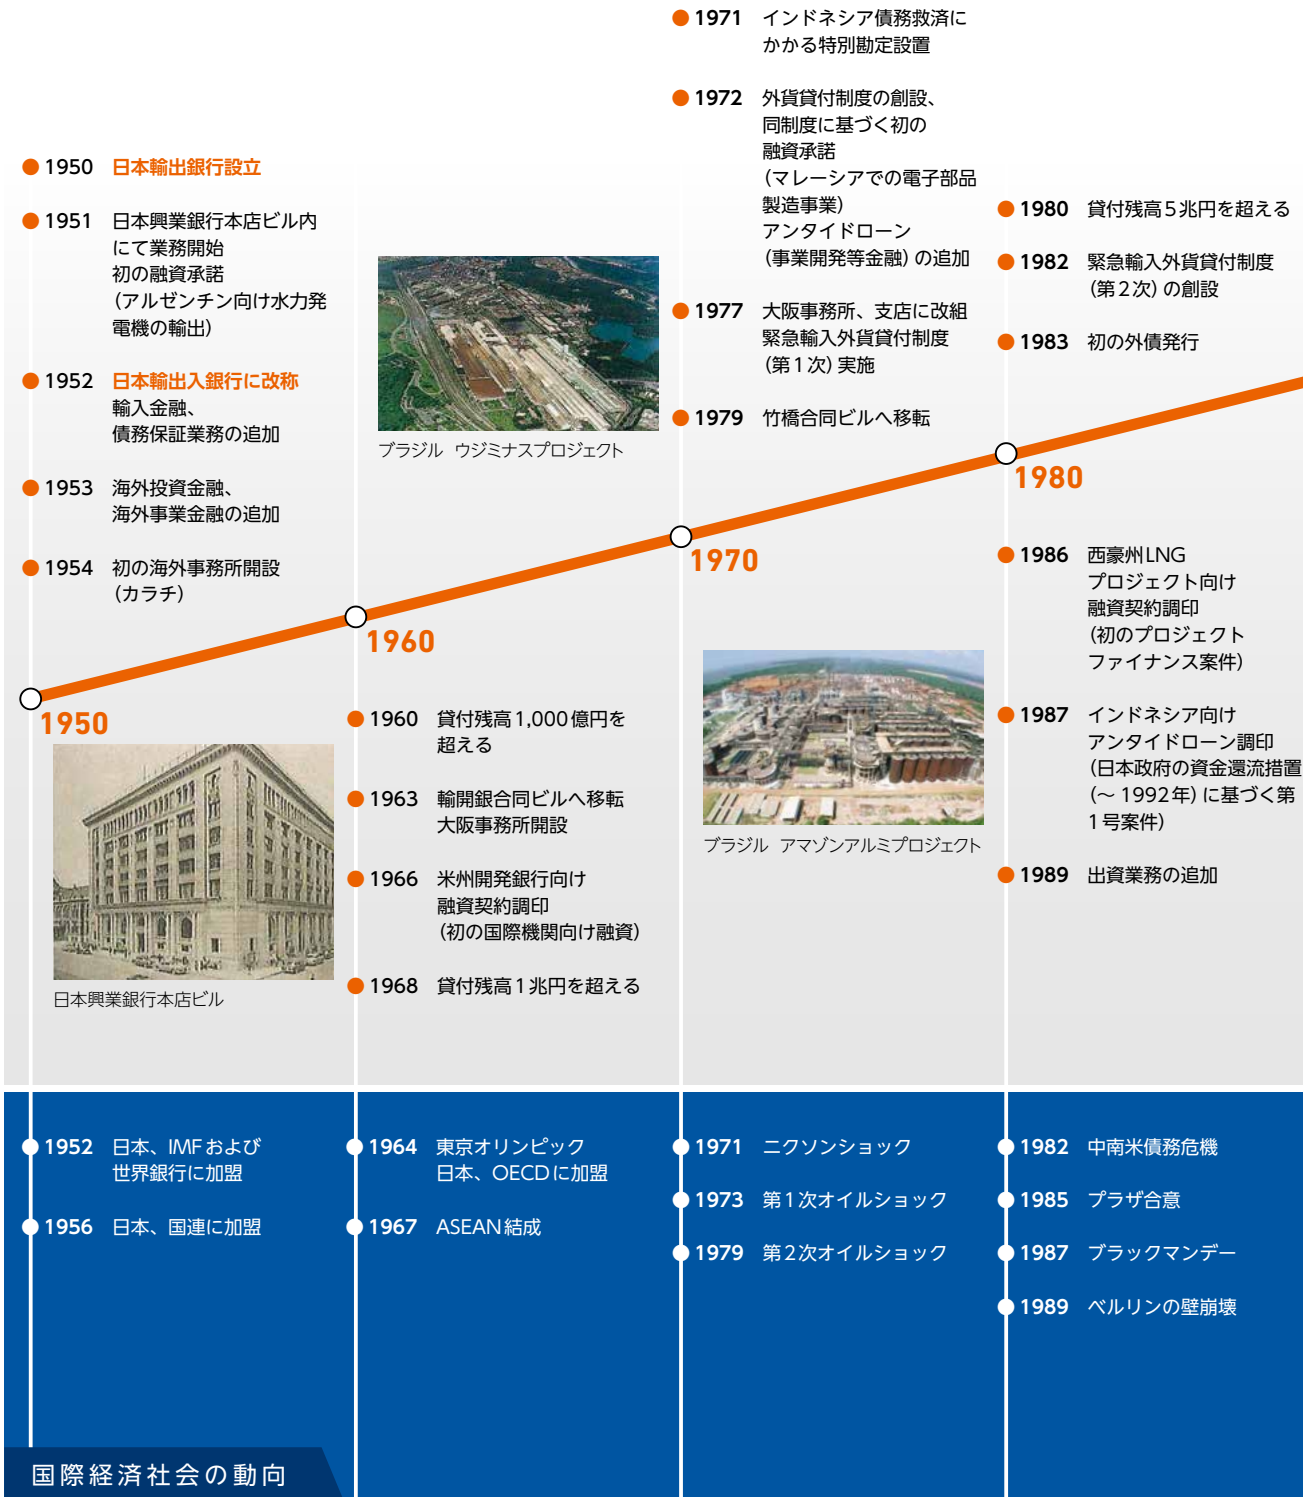 1950 日本輸出銀行設立
1951 日本興業銀行本店ビル内
にて業務開始
初の融資承諾
(アルゼンチン向け水力発
電機の輸出)
1952 日本輸出入銀行に改称
輸入金融、
債務保証業務の追加
1953 海外投資金融、
海外事業金融の追加
1954 初の海外事務所開設
(カラチ)
1950
日本興業銀行本店ビル
ブラジル ウジミナスプロジェクト
1960
1960 貸付残高1,000億円を
超える
1963 輸開銀合同ビルへ移転
大阪事務所開設
1966 米州開発銀行向け
融資契約調印
(初の国際機関向け融資)
1968 貸付残高1兆円を超える
1971 インドネシア債務救済に
かかる特別勘定設置
1972 外貨貸付制度の創設、
同制度に基づく初の
融資承諾
(マレーシアでの電子部品
製造事業)
アンタイドローン
(事業開発等金融)の追加
1977 大阪事務所、支店に改組
緊急輸入外貨貸付制度
(第1次)実施
1979 竹橋合同ビルへ移転
1970
ブラジル アマゾンアルミプロジェクト
1980 貸付残高5兆円を超える
1982 緊急輸入外貨貸付制度
(第2次)の創設
1983 初の外債発行
1980
1986 西豪州LNG
プロジェクト向け
融資契約調印
(初のプロジェクト
ファイナンス案件)
1987 インドネシア向け
アンタイドローン調印
(日本政府の資金還流措置
(～1992年)に基づく第
1号案件)
1989 出資業務の追加
1952 日本、IMFおよび
世界銀行に加盟
1956 日本、国連に加盟
1964 東京オリンピック
日本、OECDに加盟
1967 ASEAN結成
1971 ニクソンショック
1973 第1次オイルショック
1979 第2次オイルショック
1982 中南米債務危機
1985 プラザ合意
1987 ブラックマンデー
1989 ベルリンの壁崩壊
国際経済社会の動向